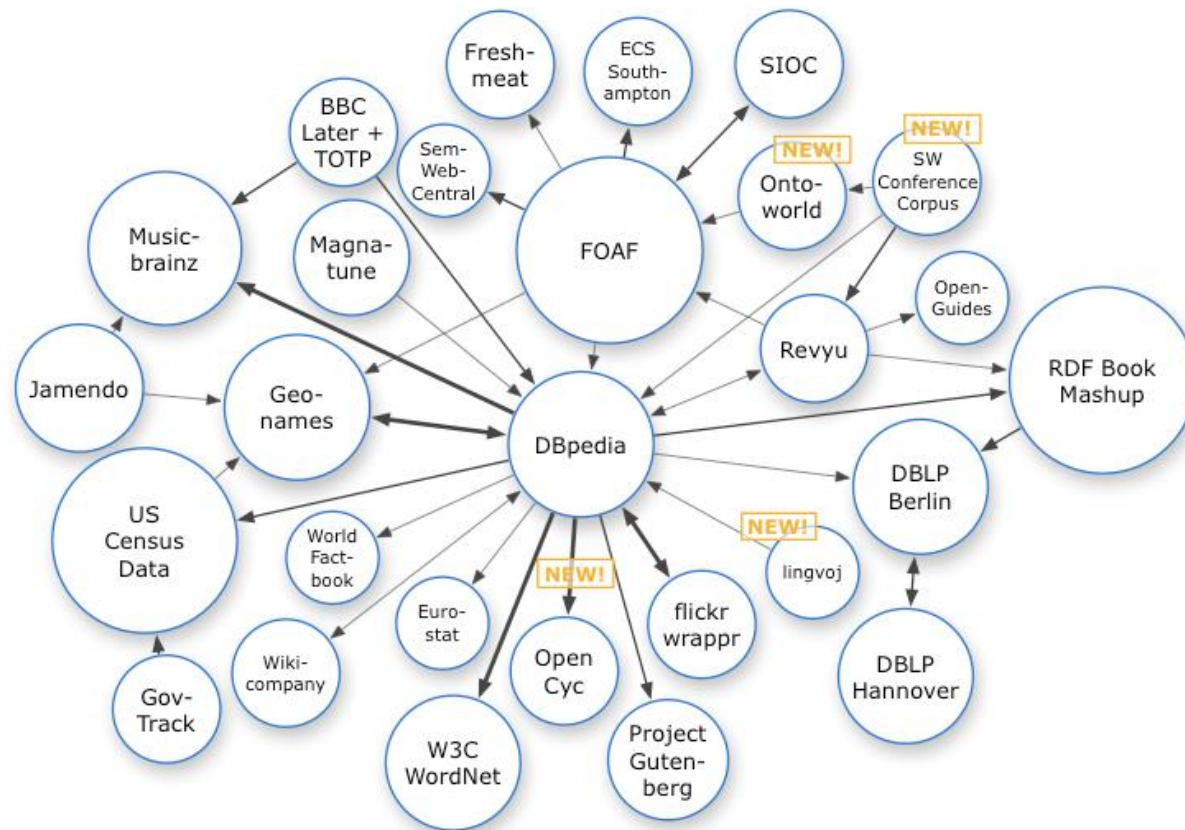 Fresh-
meat
ECS
South-
ampton
SIOC
BBC
Later +
TOTP
Sem-
Web-
Central
NEW!
Onto-
world
NEW!
SW
Conference
Corpus
Music-
brainz
Magna-
tune
FOAF
Open-
Guides
Revyu
RDF Book
Mashup
Jamendo
Geo-
names
DBpedia
DBLP
Berlin
US
Census
Data
World
Fact-
book
NEW!
lingvoj
NEW!
Euro-
stat
flickr
wrappr
Wiki-
company
Open
Cyc
DBLP
Hannover
Gov-
Track
W3C
WordNet
Project
Guten-
berg